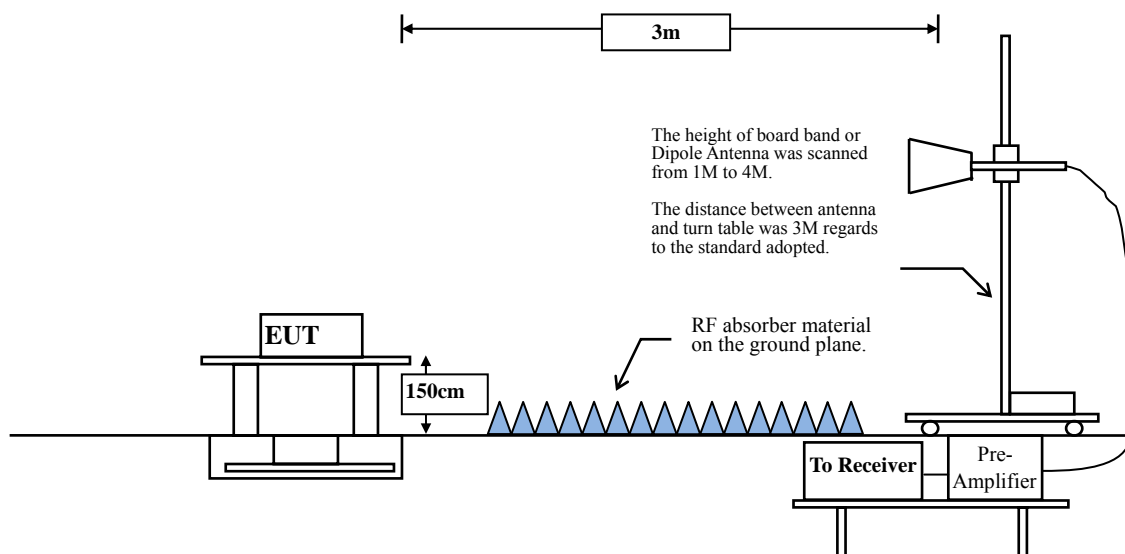 3m
The height of board band or
Dipole Antenna was scanned
from 1M to 4M.
The distance between antenna
and turn table was 3M regards
to the standard adopted.
EUT
RF absorber material
on the ground plane.
150cm
To Receiver
Pre-
Amplifier